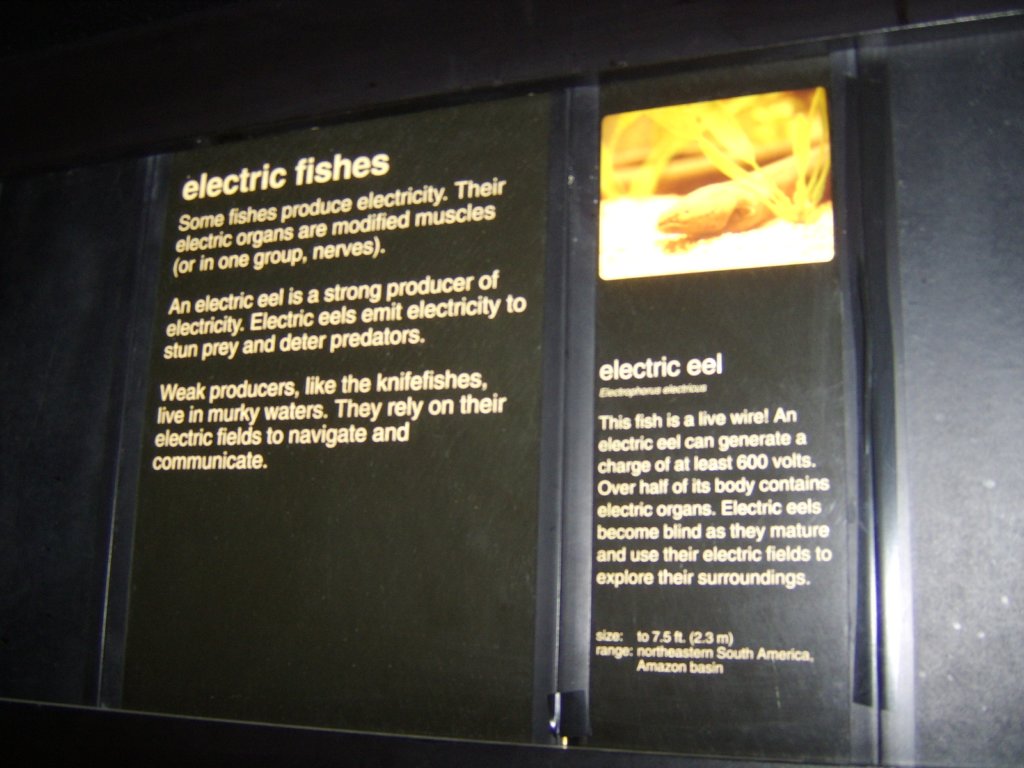 electric fishes
Some fishes produce electricity. Their
electric organs are modified muscles
(or in one group, nerves).
An electric eel is a strong producer of
electricity. Electric eels emit electricity to
stun prey and deter predators.
Weak producers, like the knifefishes,
live in murky waters. They rely on their
electric fields to navigate and
communicate.
electric eel
Electrophorus electricus
This fish is a live wire! An
electric eel can generate a
charge of at least 600 volts.
Over half of its body contains
electric organs. Electric eels
become blind as they mature
and use their electric fields to
explore their surroundings.
size: to 7.5 ft. (2.3 m)
range: northeastern South America,
Amazon basin